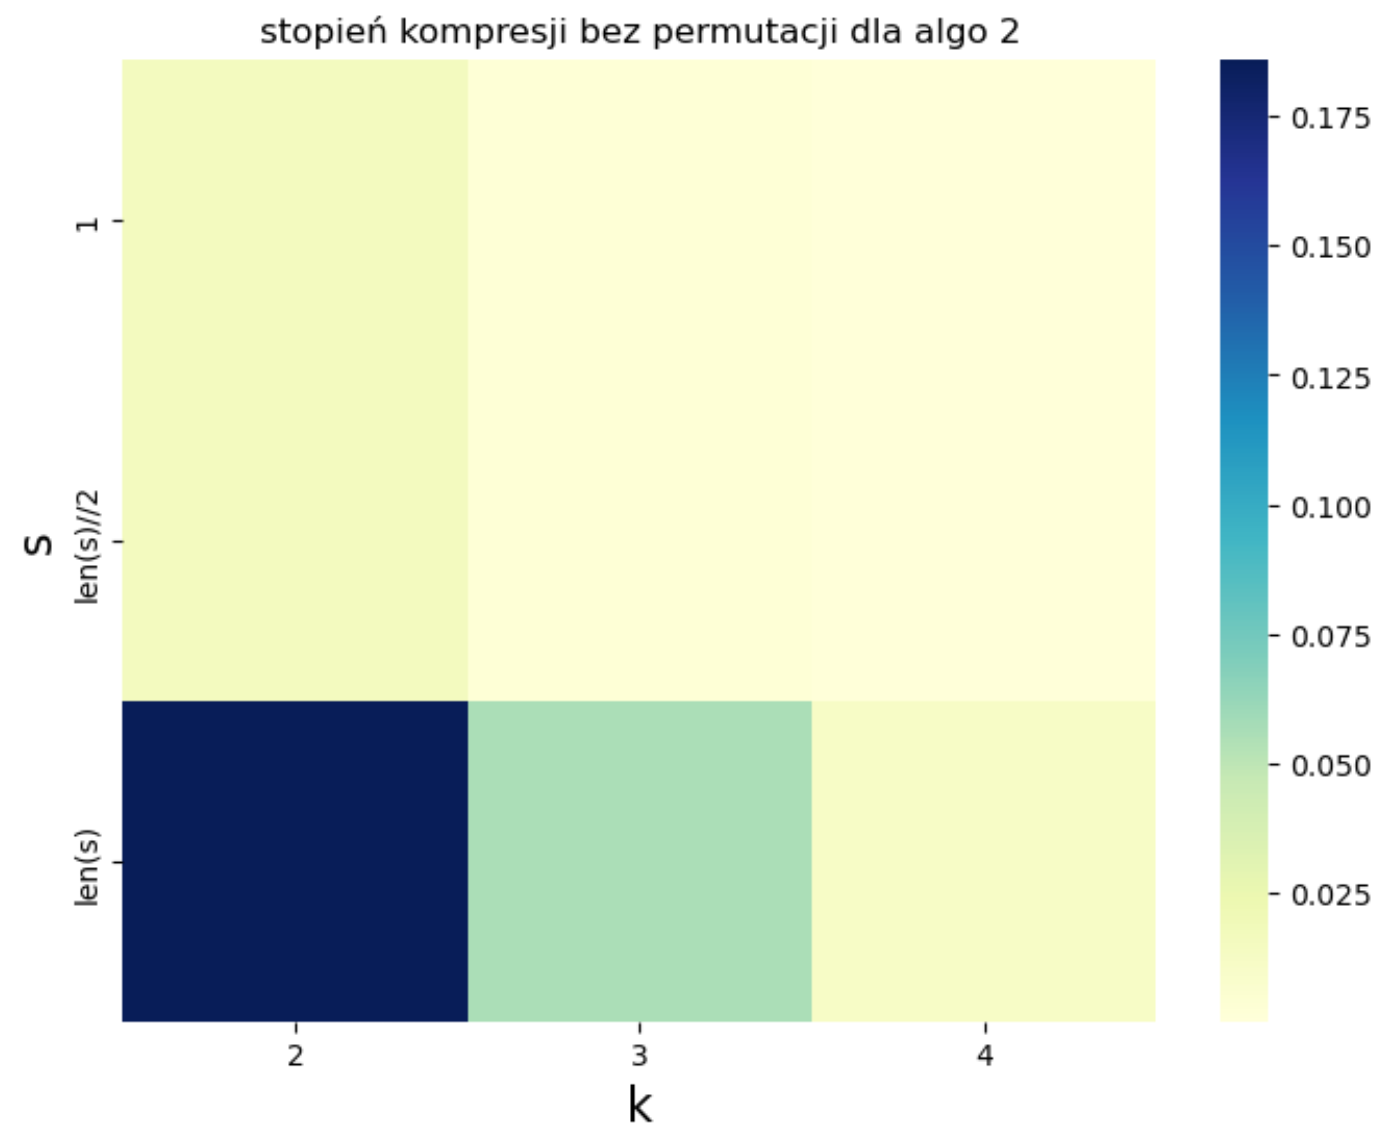 stopień kompresji bez permutacji dla algo 2
s
1
len(s)//2
len(s)
2
3
4
k
0.175
0.150
0.125
0.100
0.075
0.050
0.025